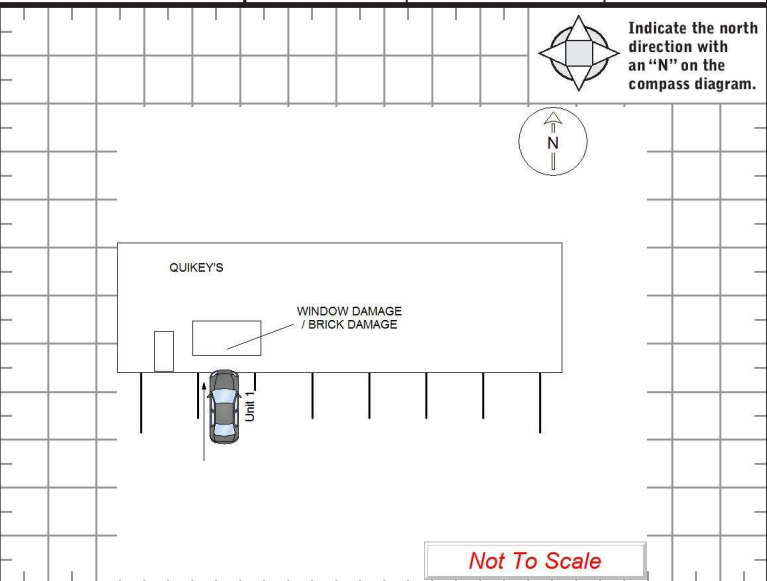 Indicate the north
direction with
an “N” on the
compass diagram.
N
QUIKEY'S
WINDOW DAMAGE
/ BRICK DAMAGE
Unit 1
Not To Scale